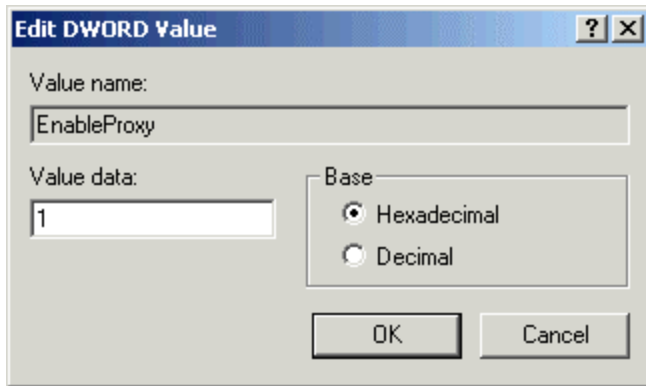 Edit DWORD Value
?
Value name:
EnableProxy
Value data:
1
Base
Hexadecimal
Decimal
OK
Cancel